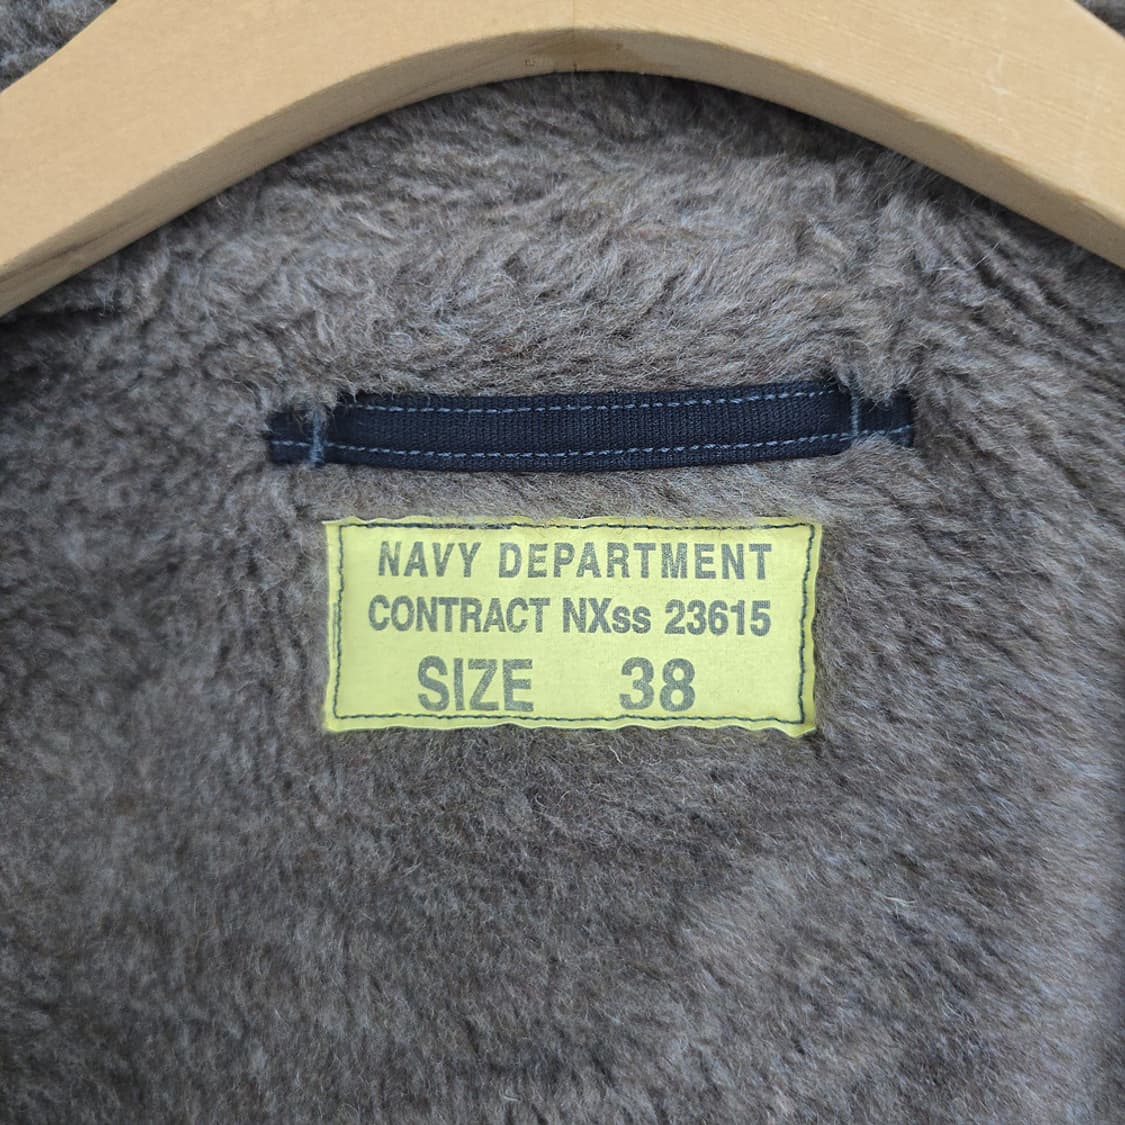 NAVY DEPARTMENT
CONTRACT NXss 23615
SIZE 38